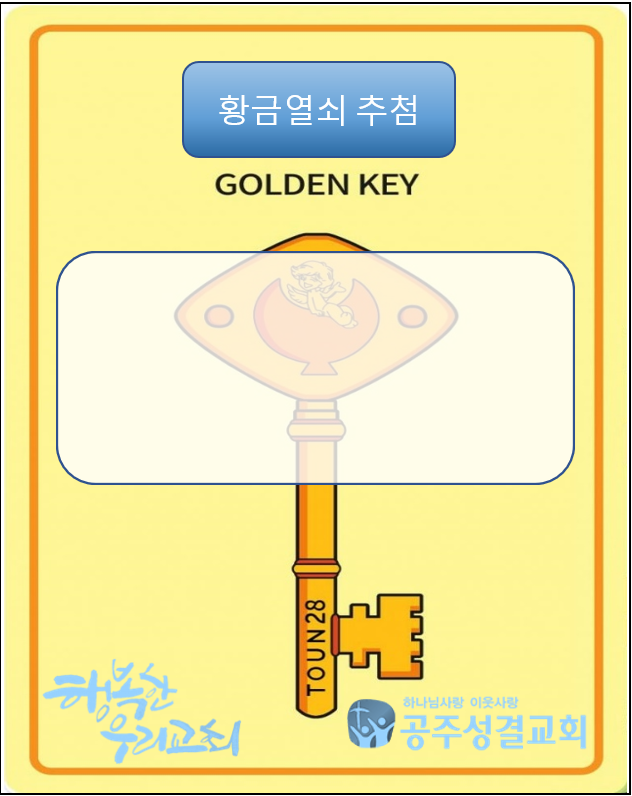 황금열쇠 추첨
GOLDEN KEY
TOUN28
행복한
우리교회
하나님사랑 이웃사랑
공주성결교회